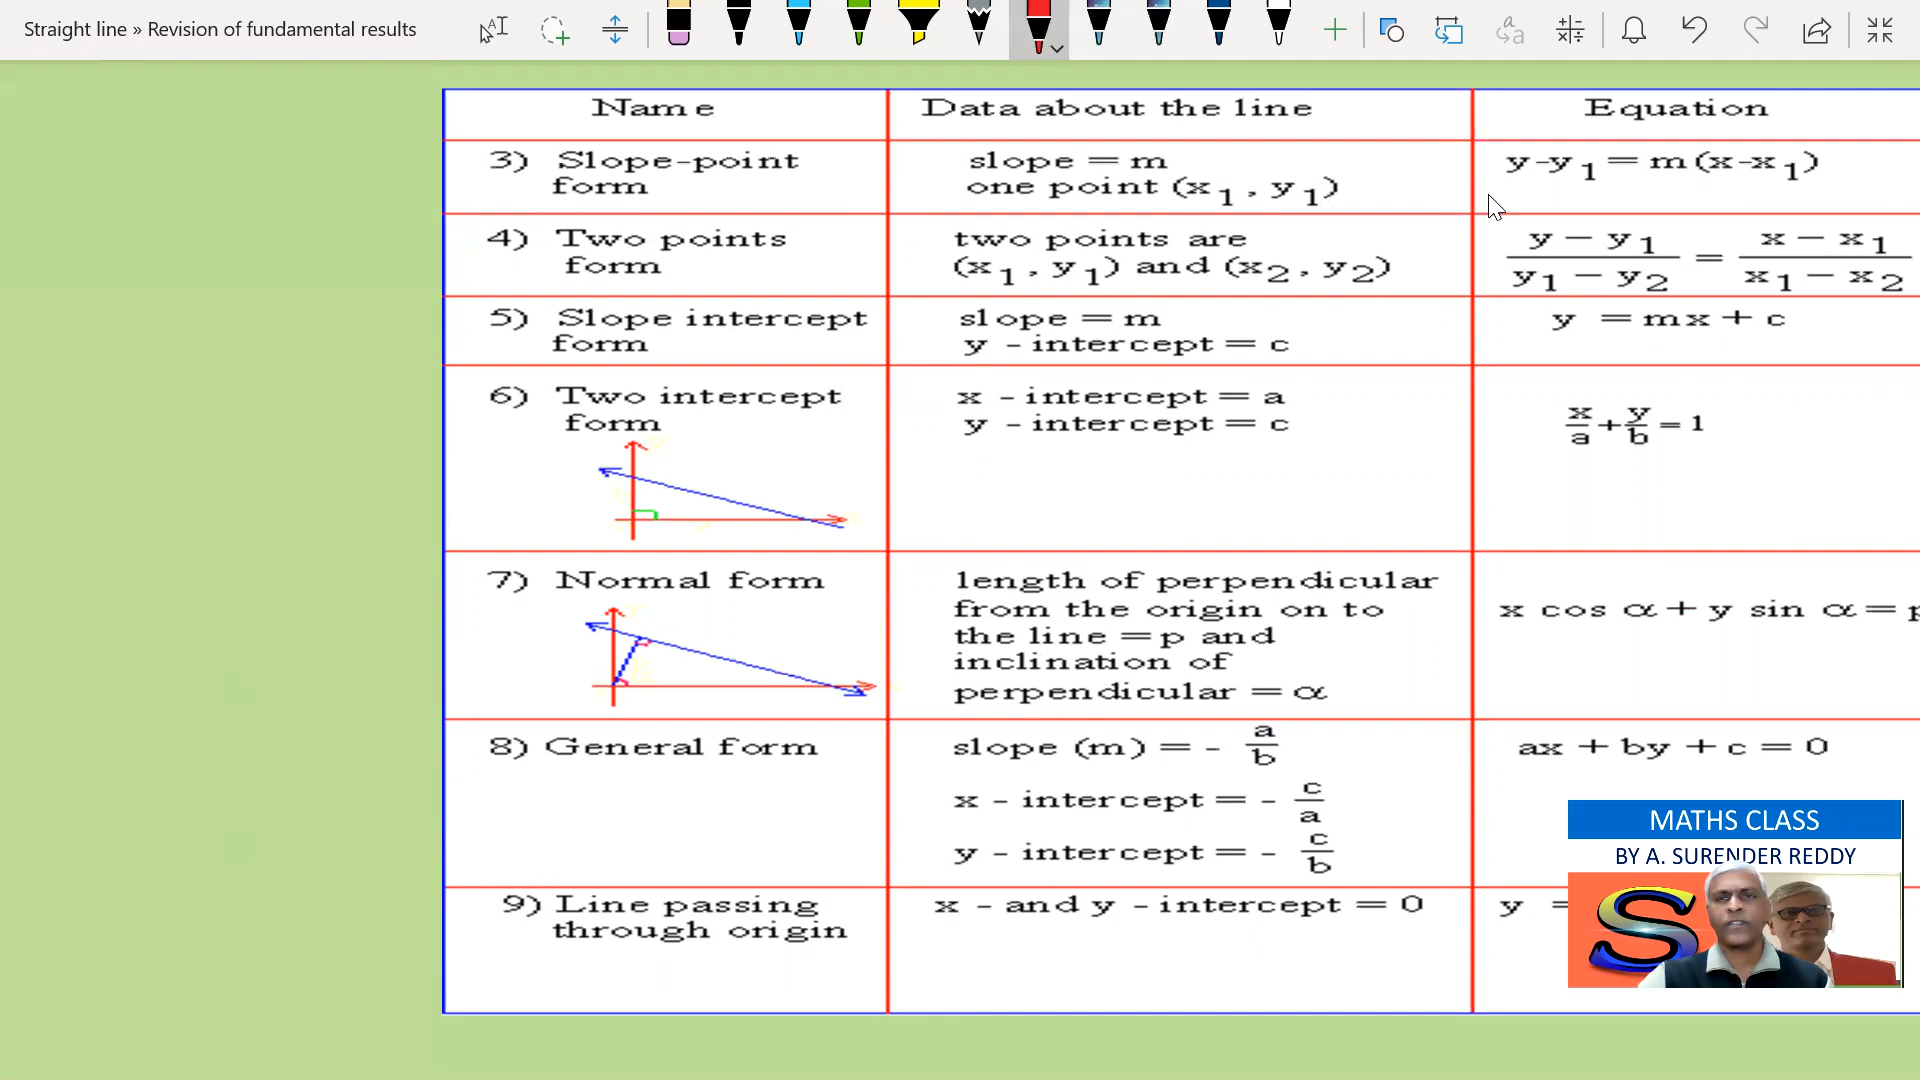 Straight line » Revision of fundamental results
Name Data about the line Equation
3) Slope-point form
slope = m
one point (x₁, y₁)
y-y₁ = m(x-x₁)
4) Two points form
two points are
(x₁, y₁) and (x₂, y₂)
y − y₁ / y₁ − y₂ = x − x₁ / x₁ − x₂
5) Slope intercept form
slope = m
y - intercept = c
y = mx + c
6) Two intercept form
x - intercept = a
y - intercept = c
x/a + y/b = 1
7) Normal form
length of perpendicular
from the origin on to
the line = p and
inclination of
perpendicular = α
x cos α + y sin α = p
8) General form
slope (m) = - a/b
x - intercept = - c/a
y - intercept = - c/b
ax + by + c = 0
9) Line passing through origin
x - and y - intercept = 0
y =
MATHS CLASS
BY A. SURENDER REDDY
S